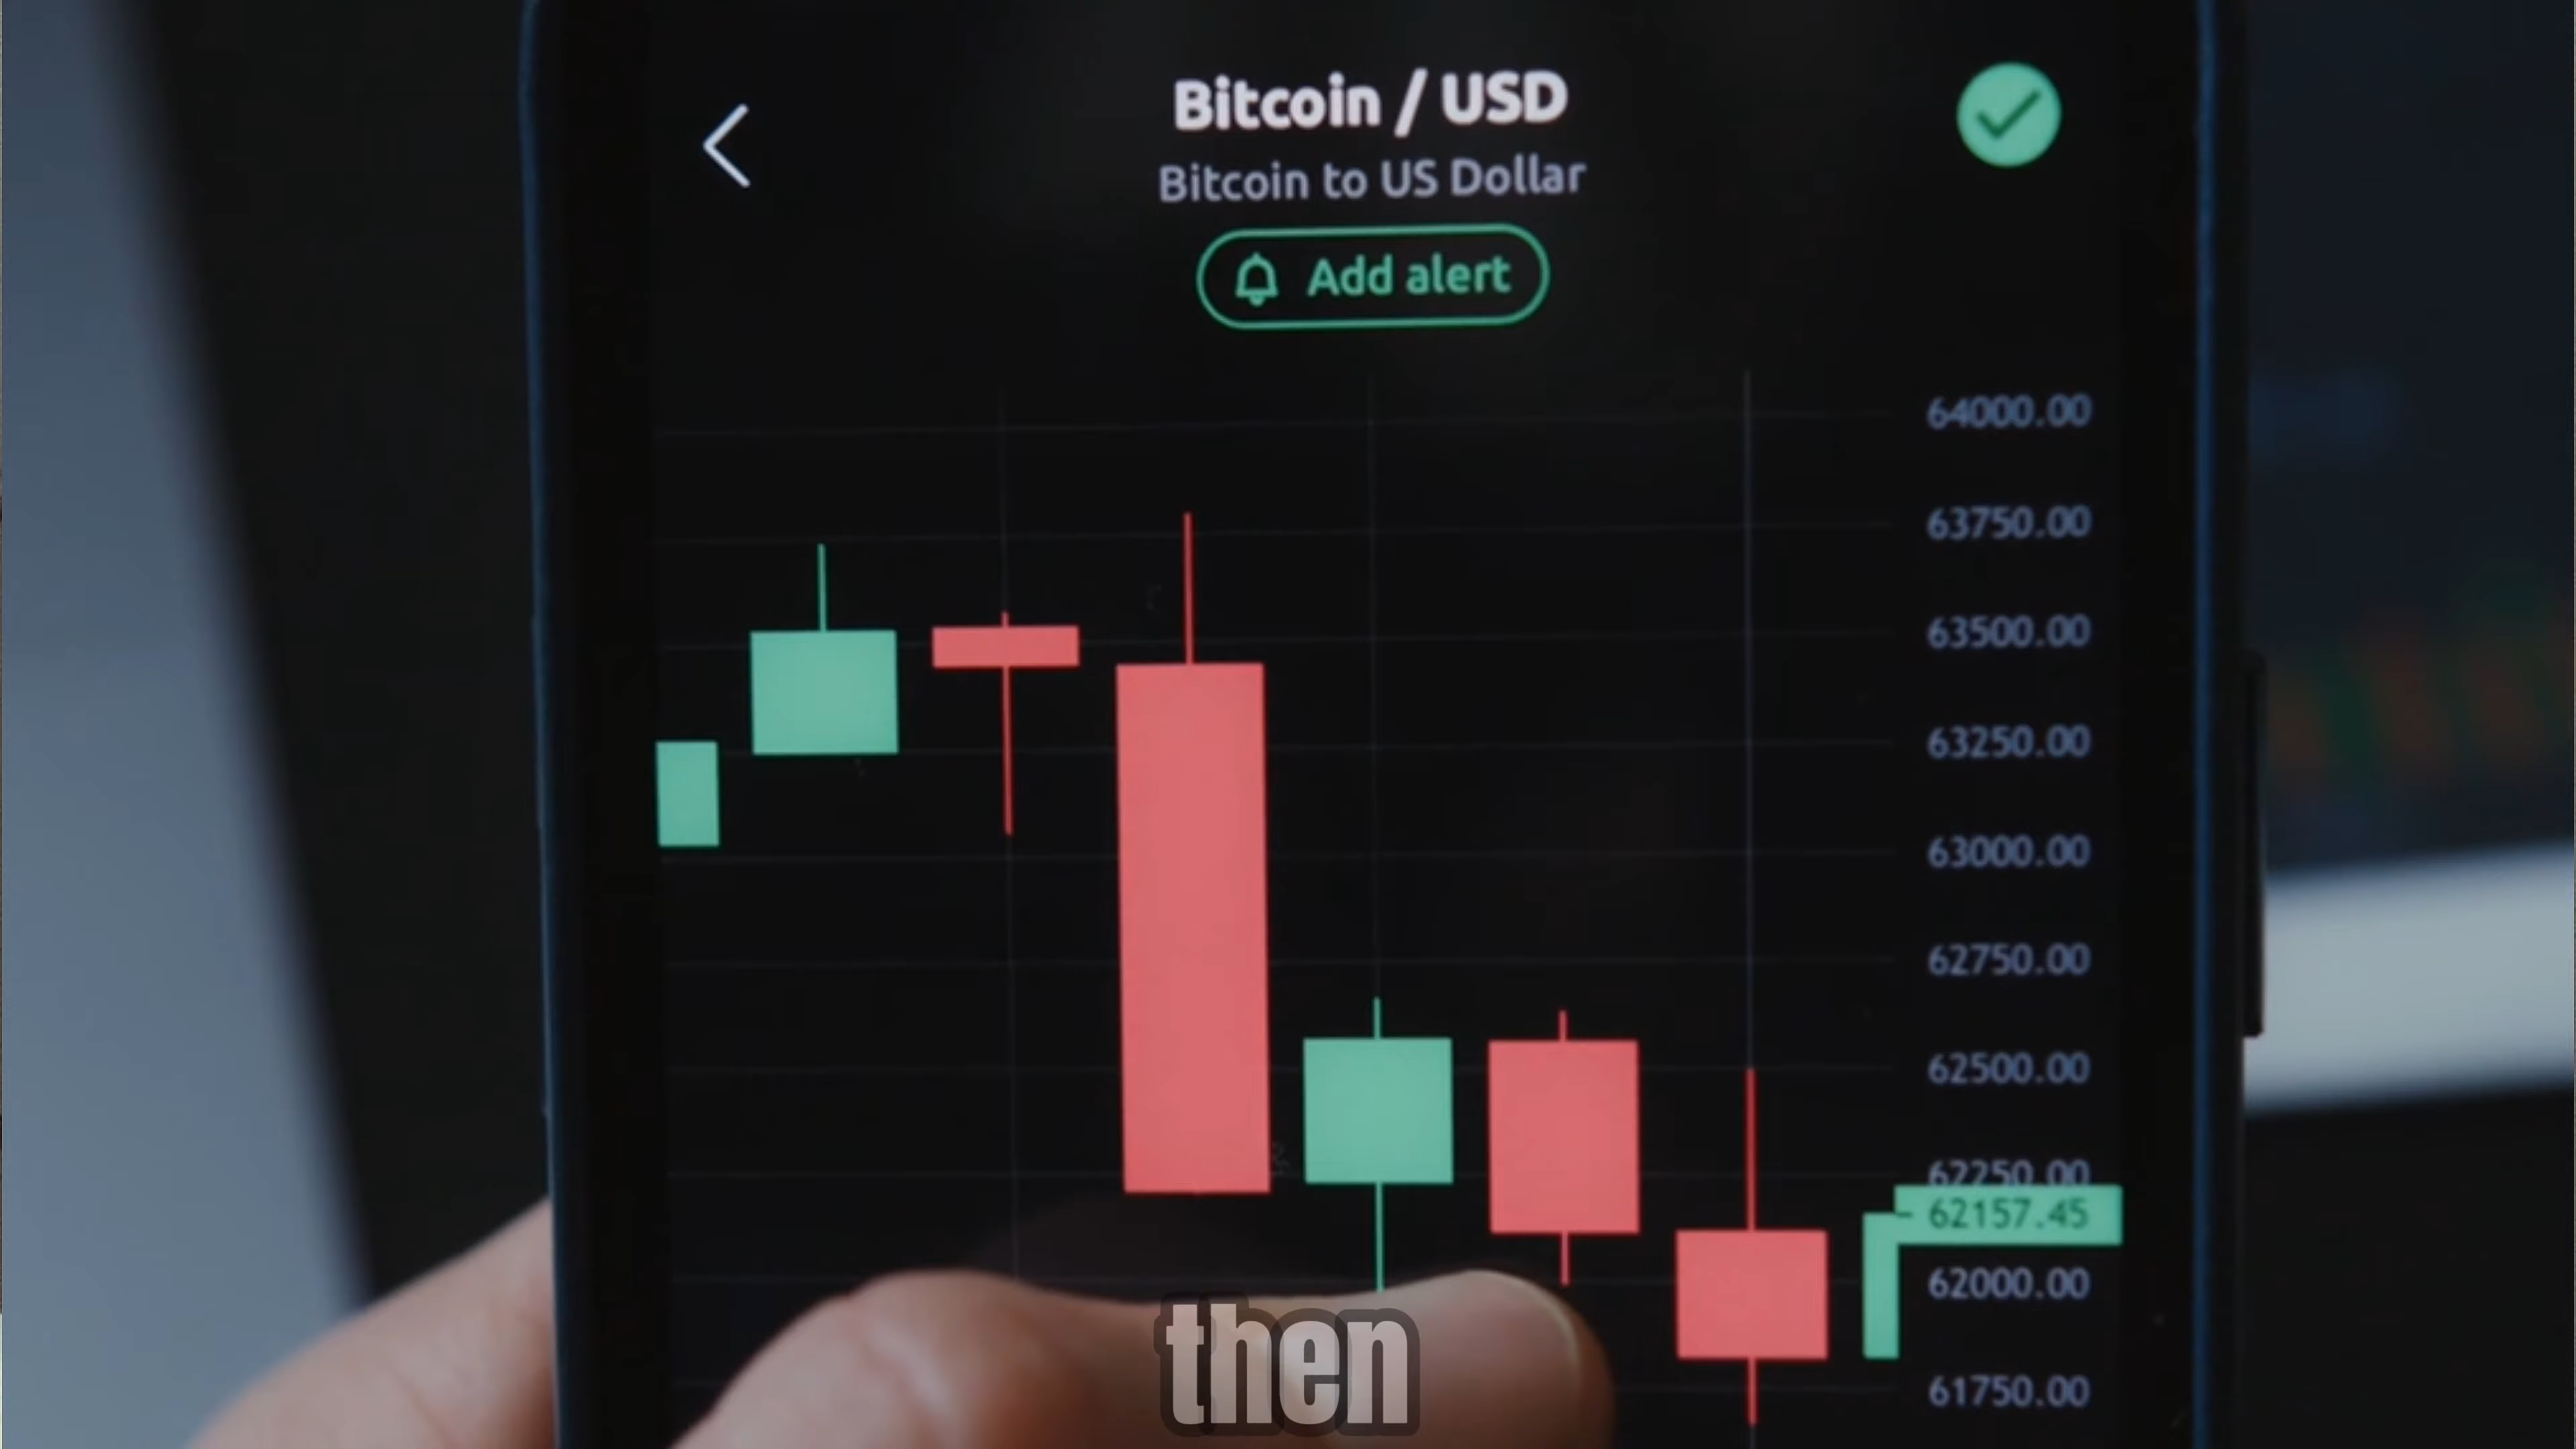 Bitcoin / USD
Bitcoin to US Dollar
Add alert
64000.00
63750.00
63500.00
63250.00
63000.00
62750.00
62500.00
62250.00
62157.45
62000.00
61750.00
then